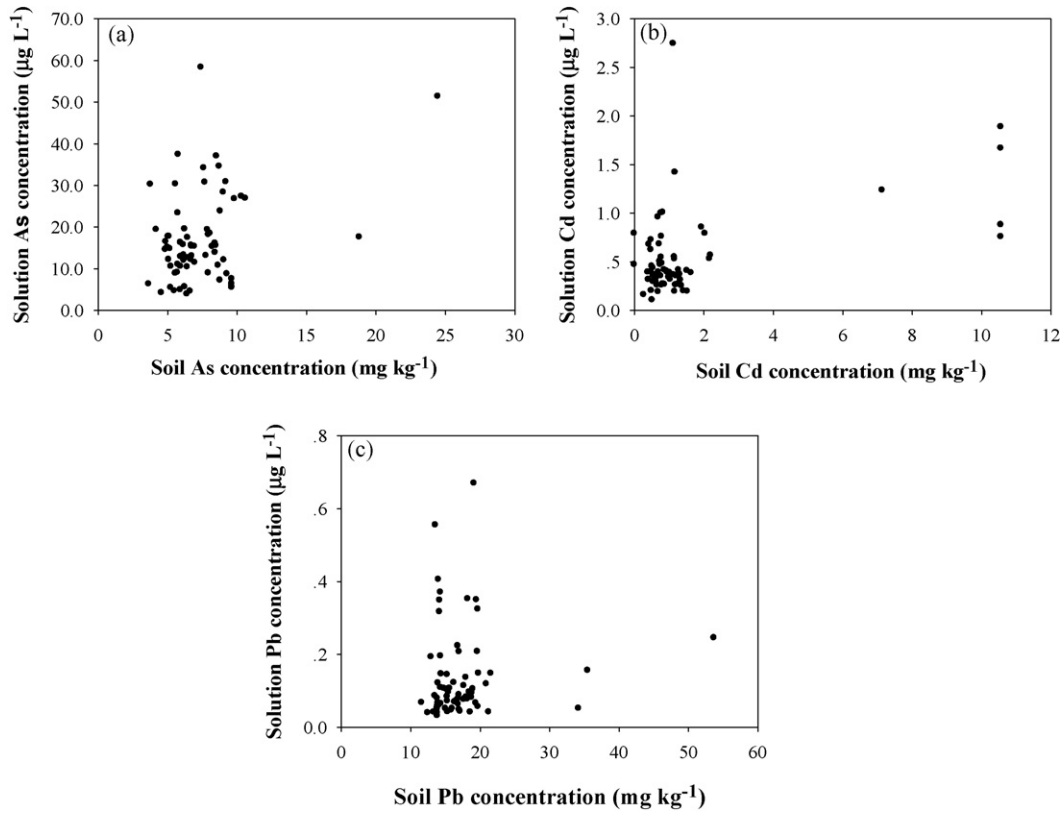 (a)
Solution As concentration (µg L-1)
70.0
60.0
50.0
40.0
30.0
20.0
10.0
0.0
0 5 10 15 20 25 30
Soil As concentration (mg kg-1)
(b)
Solution Cd concentration (µg L-1)
3.0
2.5
2.0
1.5
1.0
.5
0.0
0 2 4 6 8 10 12
Soil Cd concentration (mg kg-1)
(c)
Solution Pb concentration (µg L-1)
.8
.6
.4
.2
0.0
0 10 20 30 40 50 60
Soil Pb concentration (mg kg-1)